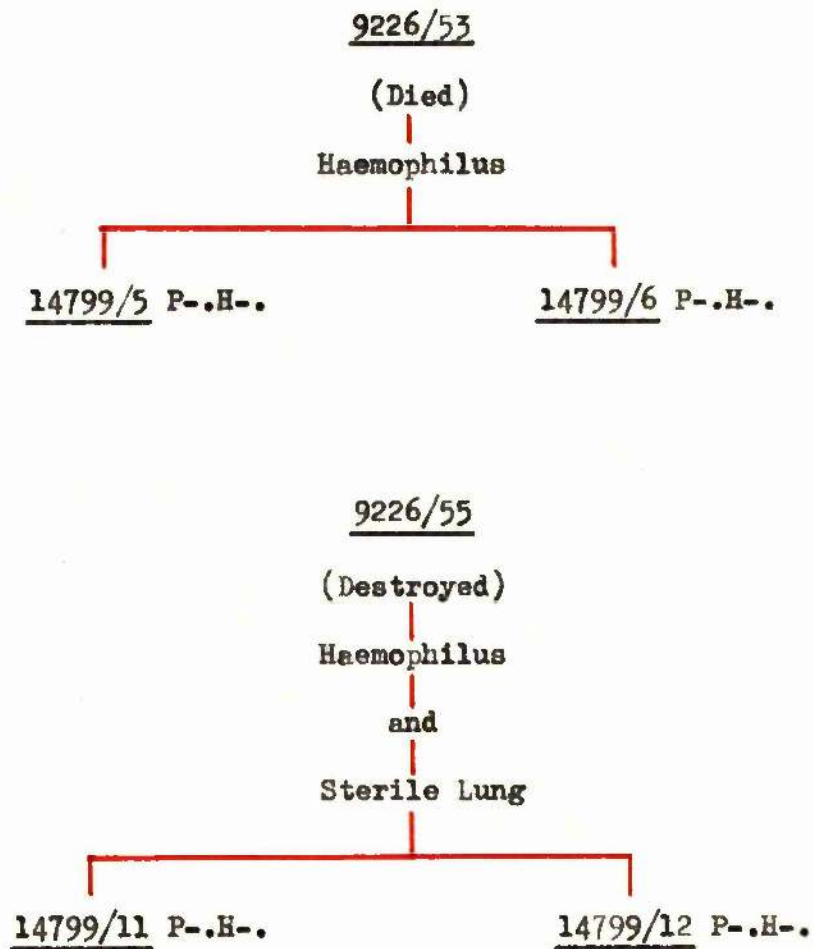 9226/53
(Died)
Haemophilus
14799/5 P-.H-. 14799/6 P-.H-.
9226/55
(Destroyed)
Haemophilus
and
Sterile Lung
14799/11 P-.H-. 14799/12 P-.H-.